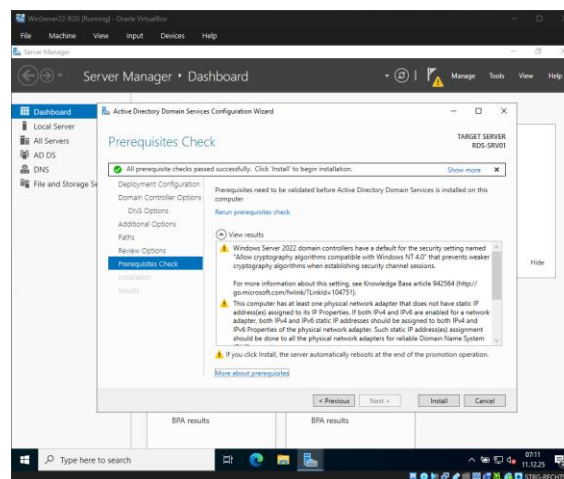 WinServer22-RDS [Running] - Oracle VirtualBox
File Machine View Input Devices Help
Server Manager
Server Manager • Dashboard
Manage Tools View Help
Dashboard
Local Server
All Servers
AD DS
DNS
File and Storage Se
Active Directory Domain Services Configuration Wizard
Prerequisites Check
TARGET SERVER
RDS-SRV01
All prerequisite checks passed successfully. Click 'Install' to begin installation.
Show more
Deployment Configuration
Domain Controller Options
DNS Options
Additional Options
Paths
Review Options
Prerequisites Check
Installation
Results
Prerequisites need to be validated before Active Directory Domain Services is installed on this
computer
Rerun prerequisites check
View results
Windows Server 2022 domain controllers have a default for the security setting named
"Allow cryptography algorithms compatible with Windows NT 4.0" that prevents weaker
cryptography algorithms when establishing security channel sessions.
For more information about this setting, see Knowledge Base article 942564 (http://
go.microsoft.com/fwlink/?LinkId=104751).
This computer has at least one physical network adapter that does not have static IP
address(es) assigned to its IP Properties. If both IPv4 and IPv6 are enabled for a network
adapter, both IPv4 and IPv6 static IP addresses should be assigned to both IPv4 and
IPv6 Properties of the physical network adapter. Such static IP address(es) assignment
should be done to all the physical network adapters for reliable Domain Name System
If you click Install, the server automatically reboots at the end of the promotion operation.
More about prerequisites
< Previous
Next >
Install
Cancel
Hide
BPA results
BPA results
Type here to search
07:11
11.12.25
STRG-RECHTS